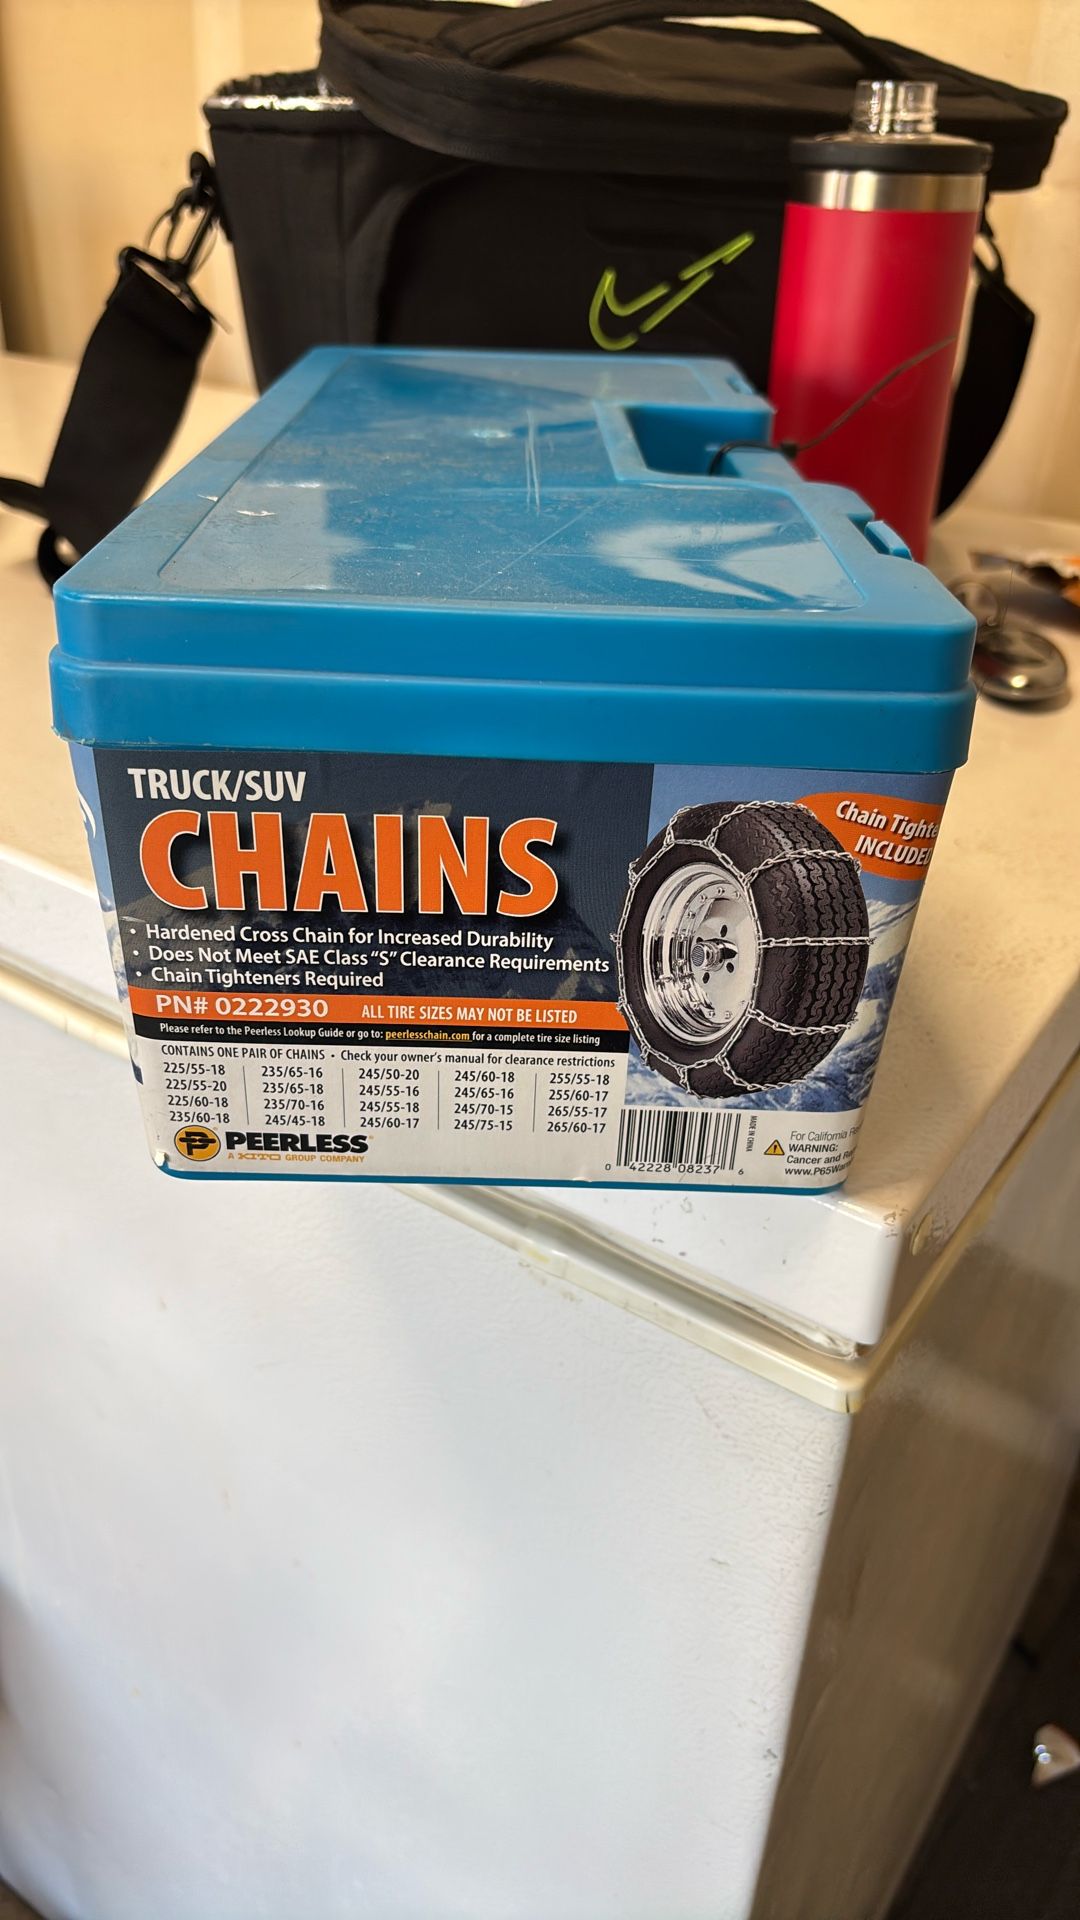 TRUCK/SUV
CHAINS
• Hardened Cross Chain for Increased Durability
• Does Not Meet SAE Class "S" Clearance Requirements
• Chain Tighteners Required
PN# 0222930 ALL TIRE SIZES MAY NOT BE LISTED
Please refer to the Peerless Lookup Guide or go to: peerlesschain.com for a complete tire size listing
CONTAINS ONE PAIR OF CHAINS • Check your owner's manual for clearance restrictions
225/55-18 235/65-16 245/50-20 245/60-18 255/55-18
225/55-20 235/65-18 245/55-16 245/65-16 255/60-17
225/60-18 235/70-16 245/55-18 245/70-15 265/55-17
235/60-18 245/45-18 245/60-17 245/75-15 265/60-17
PEERLESS
A KITO GROUP COMPANY
Chain
INCLUDED
0 42228 08237 6
MADE IN CHINA
For California
WARNING:
Cancer and